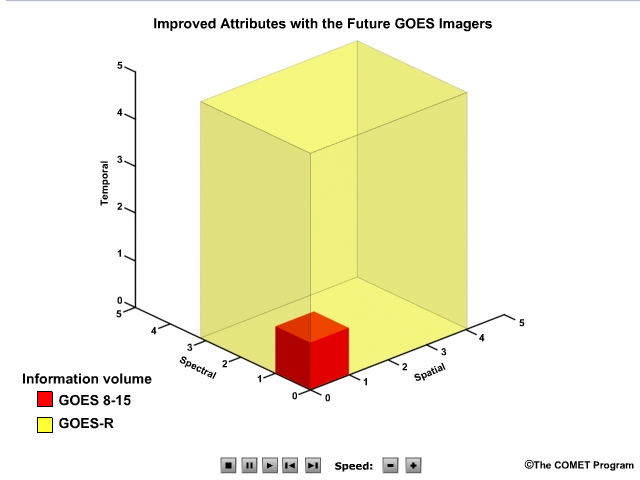 Improved Attributes with the Future GOES Imagers
5
4
3
2
1
0
Temporal
5
4
3
2
1
0
Spectral
0
1
2
3
4
5
Spatial
Information volume
GOES 8-15
GOES-R
Speed:
©The COMET Program